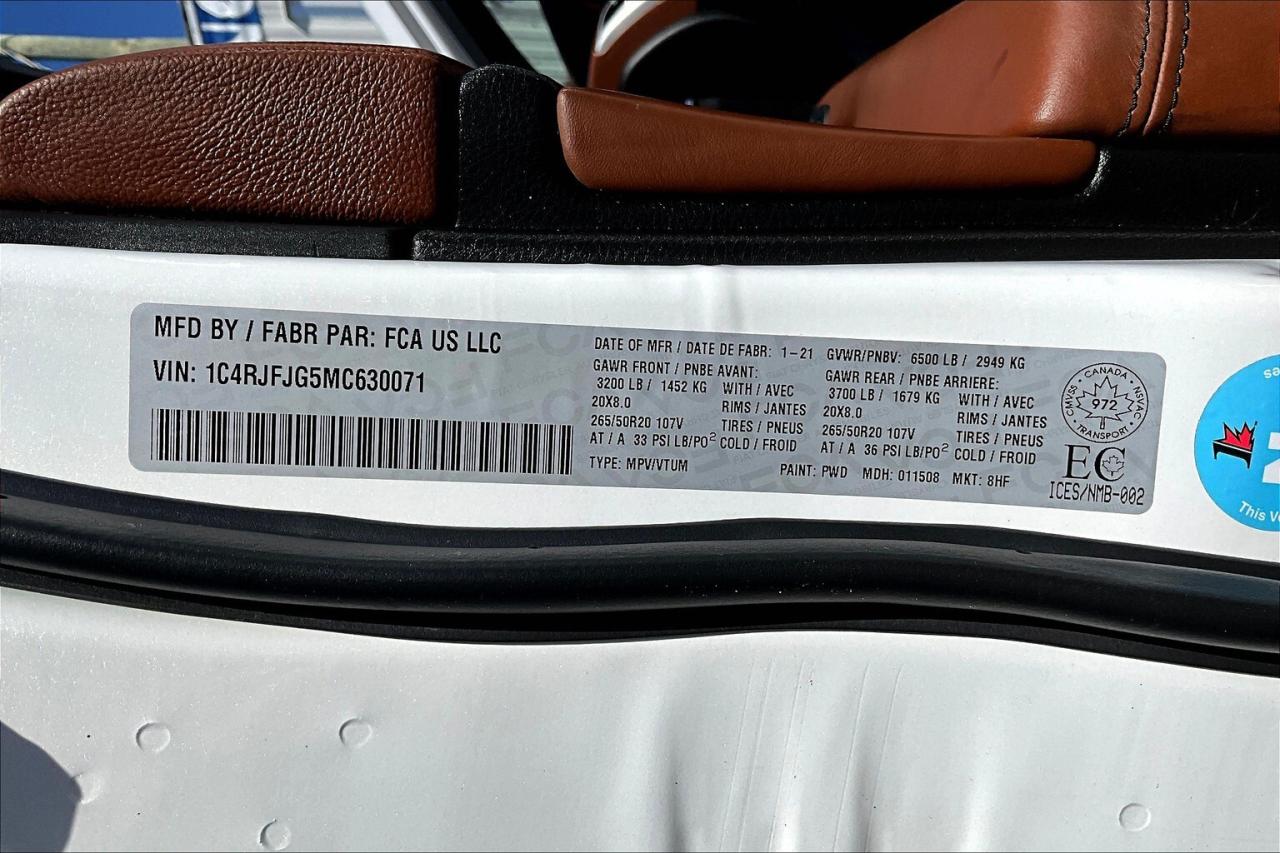 MFD BY / FABR PAR: FCA US LLC
VIN: 1C4RJFJG5MC630071
DATE OF MFR / DATE DE FABR: 1-21
GAWR FRONT / PNBE AVANT:
3200 LB / 1452 KG WITH / AVEC
20X8.0 RIMS / JANTES
265/50R20 107V TIRES / PNEUS
AT / A 33 PSI LB/PO² COLD / FROID
TYPE: MPV/VTUM
GVWR/PNBV: 6500 LB / 2949 KG
GAWR REAR / PNBE ARRIERE:
3700 LB / 1679 KG WITH / AVEC
20X8.0 RIMS / JANTES
265/50R20 107V TIRES / PNEUS
AT / A 36 PSI LB/PO² COLD / FROID
PAINT: PWD MDH: 011508 MKT: 8HF
CMVSS · CANADA · NSVAC
972
TRANSPORT
EC
ICES/NMB-002
This